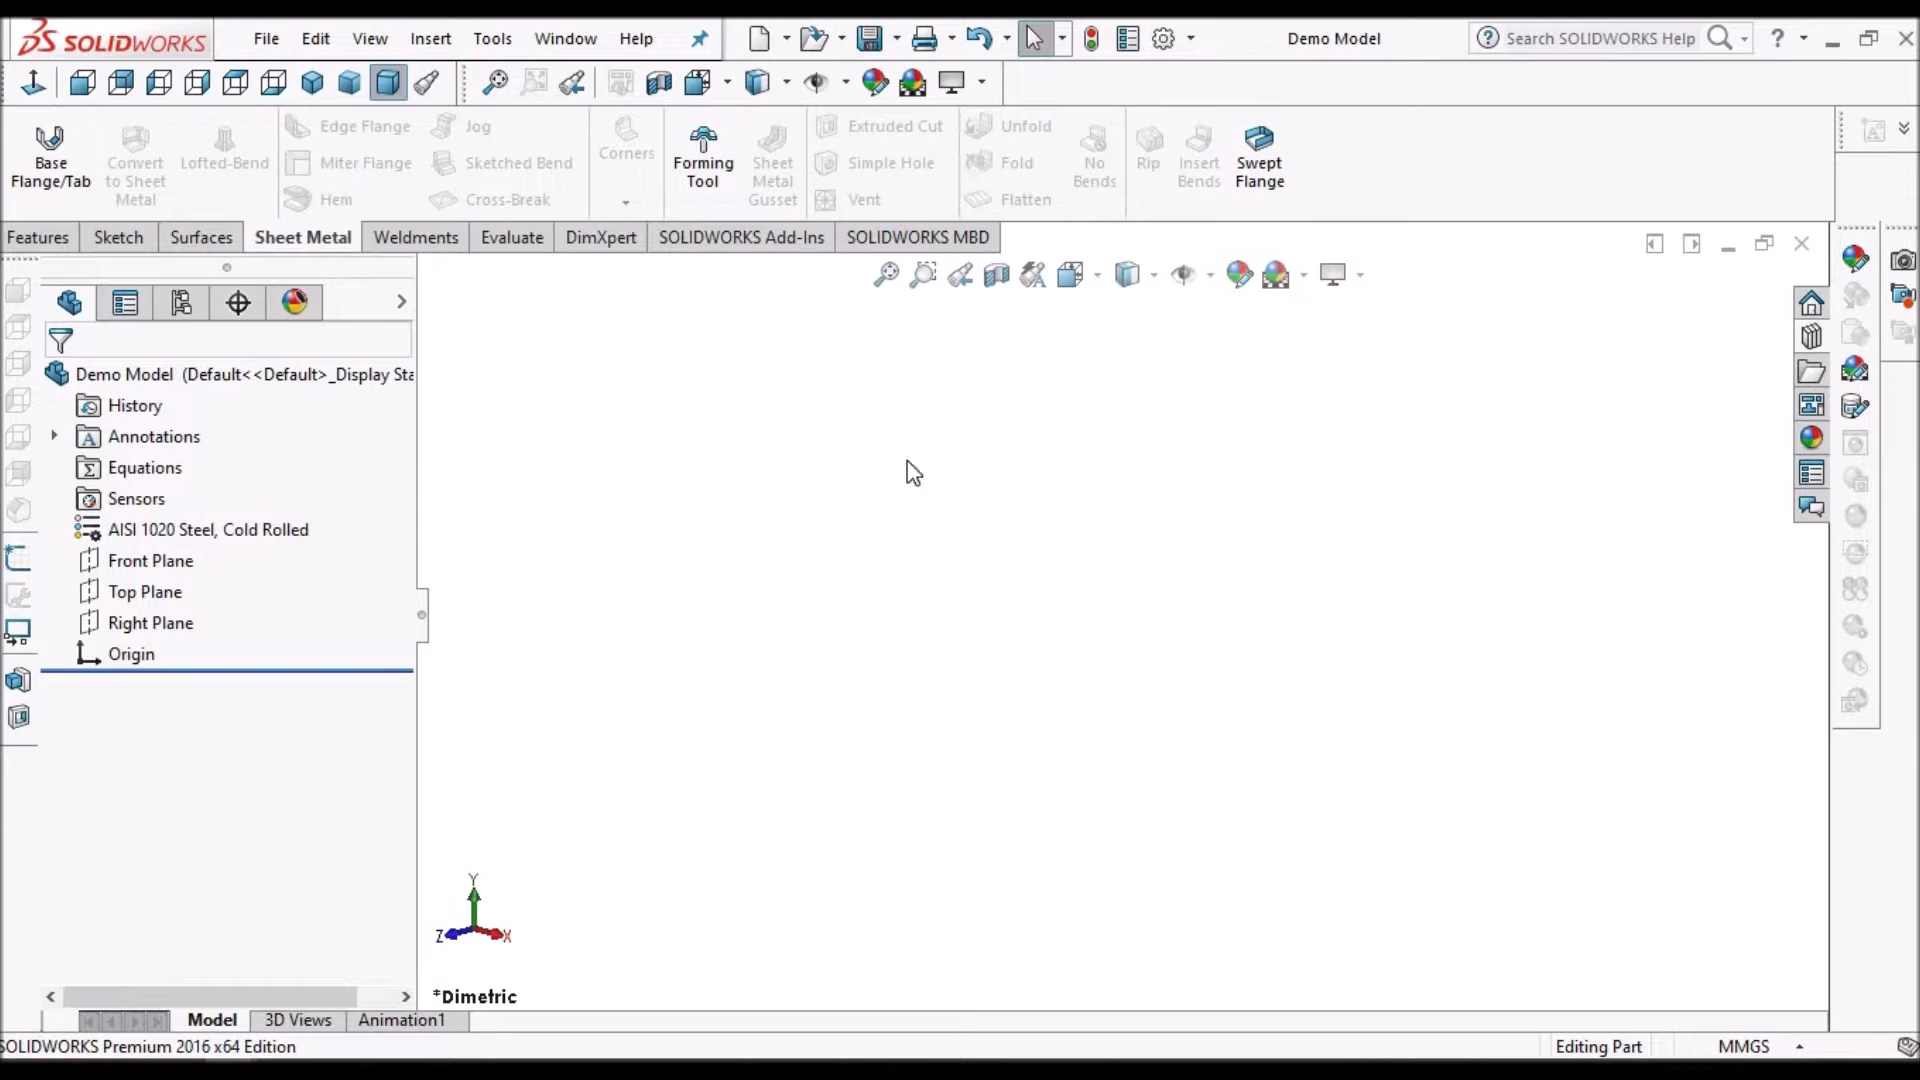 SOLIDWORKS File Edit View Insert Tools Window Help Demo Model Search SOLIDWORKS Help
Base Flange/Tab
Convert to Sheet Metal
Lofted-Bend
Edge Flange
Miter Flange
Hem
Jog
Sketched Bend
Cross-Break
Corners
Forming Tool
Sheet Metal Gusset
Extruded Cut
Simple Hole
Vent
Unfold
Fold
Flatten
No Bends
Rip
Insert Bends
Swept Flange
Features Sketch Surfaces Sheet Metal Weldments Evaluate DimXpert SOLIDWORKS Add-Ins SOLIDWORKS MBD
Demo Model (Default<<Default>_Display Sta
History
Annotations
Equations
Sensors
AISI 1020 Steel, Cold Rolled
Front Plane
Top Plane
Right Plane
Origin
Y
Z X
*Dimetric
Model 3D Views Animation1
SOLIDWORKS Premium 2016 x64 Edition Editing Part MMGS